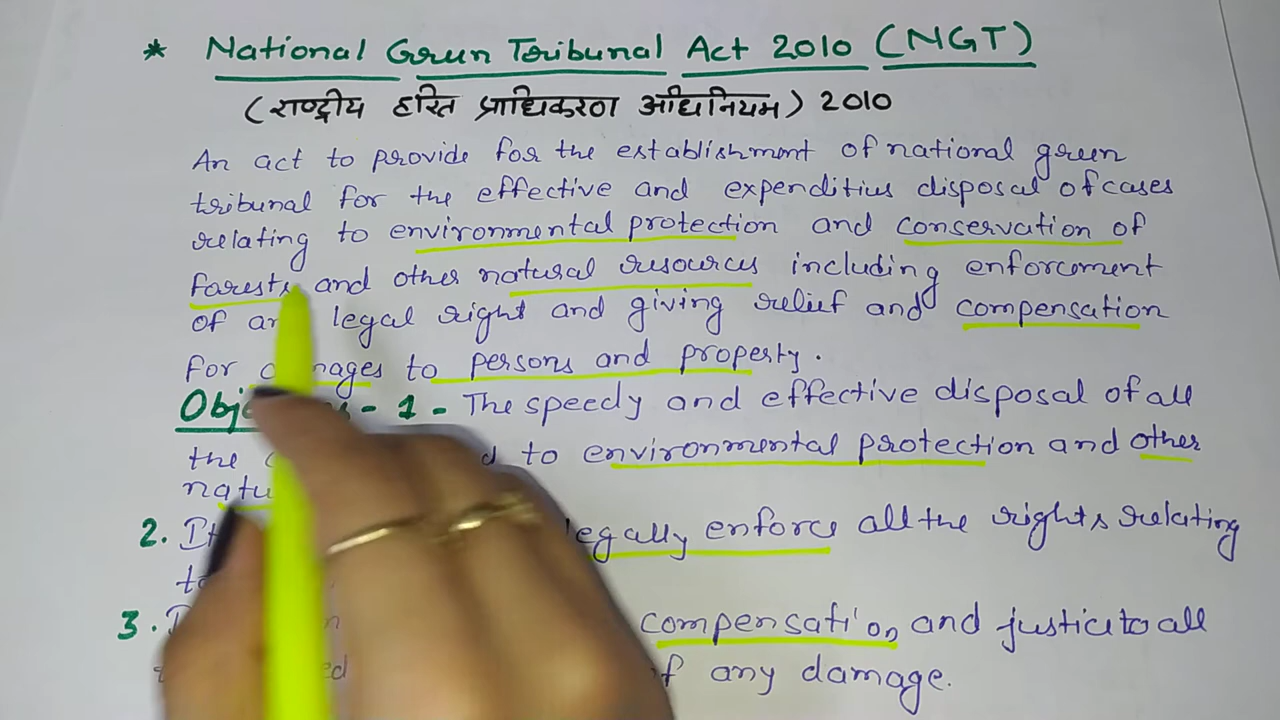 * National Green Tribunal Act 2010 (NGT)
(राष्ट्रीय हरित प्राधिकरण अधिनियम) 2010
An act to provide for the establishment of national green
tribunal for the effective and expenditius disposal of cases
relating to environmental protection and conservation of
farests and other natural resources including enforcement
of legal right and giving relief and compensation
for to persons and property.
- 1 - The speedy and effective disposal of all
the to environmental protection and other
2. legally enforce all the rights relating
3. compensation and justice to all
of any damage.